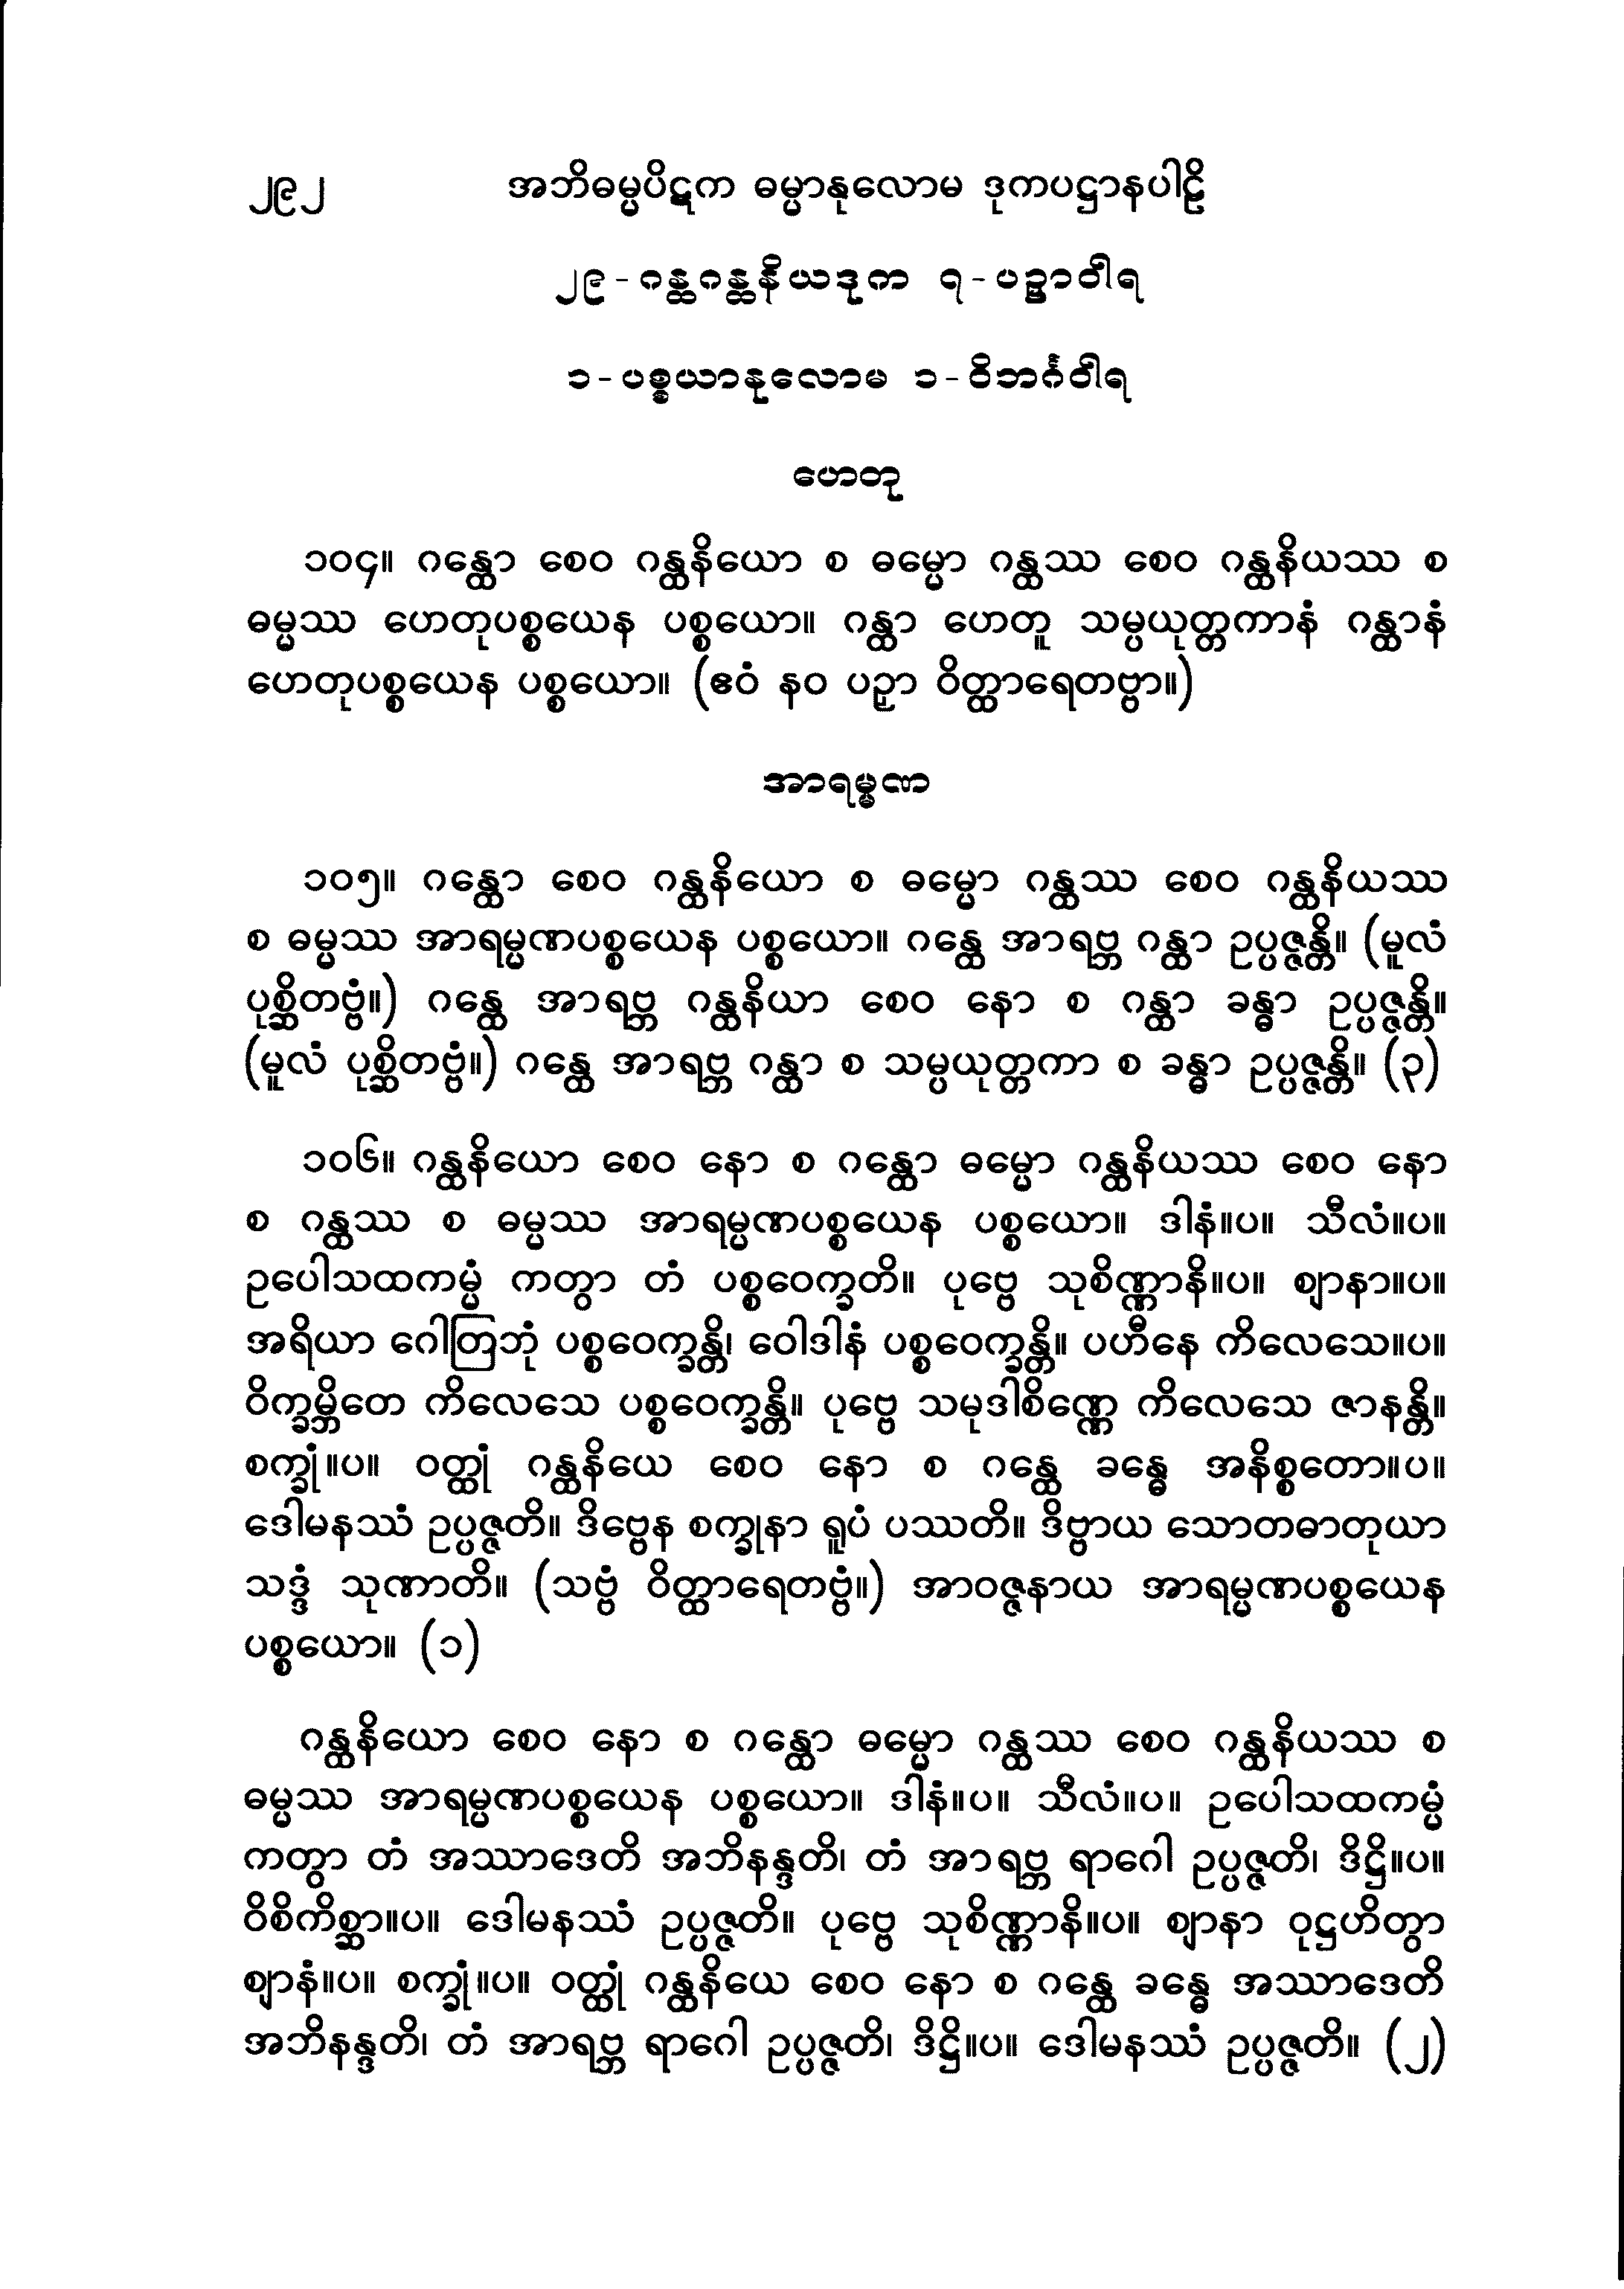 ၂၉၂ အဘိဓမ္မပိဋက ဓမ္မာနုလောမ ဒုကပဋ္ဌာနပါဠိ
၂၉-ဂန္ထဂန္ထနိယဒုက ၇-ပဉ္ဟာဝါရ
၁-ပစ္စယာနုလောမ ၁-ဝိဘင်္ဂဝါရ
ဟေတု
၁၀၄။ ဂန္ထော စေဝ ဂန္ထနိယော စ ဓမ္မော ဂန္ထဿ စေဝ ဂန္ထနိယဿ စ
ဓမ္မဿ ဟေတုပစ္စယေန ပစ္စယော။ ဂန္ထာ ဟေတူ သမ္ပယုတ္တကာနံ ဂန္ထာနံ
ဟေတုပစ္စယေန ပစ္စယော။ (ဧဝံ နဝ ပဉှာ ဝိတ္ထာရေတဗ္ဗာ။)
အာရမ္မဏ
၁၀၅။ ဂန္ထော စေဝ ဂန္ထနိယော စ ဓမ္မော ဂန္ထဿ စေဝ ဂန္ထနိယဿ
စ ဓမ္မဿ အာရမ္မဏပစ္စယေန ပစ္စယော။ ဂန္ထေ အာရဗ္ဘ ဂန္ထာ ဥပ္ပဇ္ဇန္တိ။ (မူလံ
ပုစ္ဆိတဗ္ဗံ။) ဂန္ထေ အာရဗ္ဘ ဂန္ထနိယာ စေဝ နော စ ဂန္ထာ ခန္ဓာ ဥပ္ပဇ္ဇန္တိ။
(မူလံ ပုစ္ဆိတဗ္ဗံ။) ဂန္ထေ အာရဗ္ဘ ဂန္ထာ စ သမ္ပယုတ္တကာ စ ခန္ဓာ ဥပ္ပဇ္ဇန္တိ။ (၃)
၁၀၆။ ဂန္ထနိယော စေဝ နော စ ဂန္ထော ဓမ္မော ဂန္ထနိယဿ စေဝ နော
စ ဂန္ထဿ စ ဓမ္မဿ အာရမ္မဏပစ္စယေန ပစ္စယော။ ဒါနံ။ပ။ သီလံ။ပ။
ဥပေါသထကမ္မံ ကတွာ တံ ပစ္စဝေက္ခတိ။ ပုဗ္ဗေ သုစိဏ္ဏာနိ။ပ။ ဈာနာ။ပ။
အရိယာ ဂေါတြဘုံ ပစ္စဝေက္ခန္တိ၊ ဝေါဒါနံ ပစ္စဝေက္ခန္တိ။ ပဟီနေ ကိလေသေ။ပ။
ဝိက္ခမ္ဘိတေ ကိလေသေ ပစ္စဝေက္ခန္တိ။ ပုဗ္ဗေ သမုဒါစိဏ္ဏေ ကိလေသေ ဇာနန္တိ။
စက္ခုံ။ပ။ ဝတ္ထုံ ဂန္ထနိယေ စေဝ နော စ ဂန္ထေ ခန္ဓေ အနိစ္စတော။ပ။
ဒေါမနဿံ ဥပ္ပဇ္ဇတိ။ ဒိဗ္ဗေန စက္ခုနာ ရူပံ ပဿတိ။ ဒိဗ္ဗာယ သောတဓာတုယာ
သဒ္ဒံ သုဏာတိ။ (သဗ္ဗံ ဝိတ္ထာရေတဗ္ဗံ။) အာဝဇ္ဇနာယ အာရမ္မဏပစ္စယေန
ပစ္စယော။ (၁)
ဂန္ထနိယော စေဝ နော စ ဂန္ထော ဓမ္မော ဂန္ထဿ စေဝ ဂန္ထနိယဿ စ
ဓမ္မဿ အာရမ္မဏပစ္စယေန ပစ္စယော။ ဒါနံ။ပ။ သီလံ။ပ။ ဥပေါသထကမ္မံ
ကတွာ တံ အဿာဒေတိ အဘိနန္ဒတိ၊ တံ အာရဗ္ဘ ရာဂေါ ဥပ္ပဇ္ဇတိ၊ ဒိဋ္ဌိ။ပ။
ဝိစိကိစ္ဆာ။ပ။ ဒေါမနဿံ ဥပ္ပဇ္ဇတိ။ ပုဗ္ဗေ သုစိဏ္ဏာနိ။ပ။ ဈာနာ ဝုဋ္ဌဟိတွာ
ဈာနံ။ပ။ စက္ခုံ။ပ။ ဝတ္ထုံ ဂန္ထနိယေ စေဝ နော စ ဂန္ထေ ခန္ဓေ အဿာဒေတိ
အဘိနန္ဒတိ၊ တံ အာရဗ္ဘ ရာဂေါ ဥပ္ပဇ္ဇတိ၊ ဒိဋ္ဌိ။ပ။ ဒေါမနဿံ ဥပ္ပဇ္ဇတိ။ (၂)